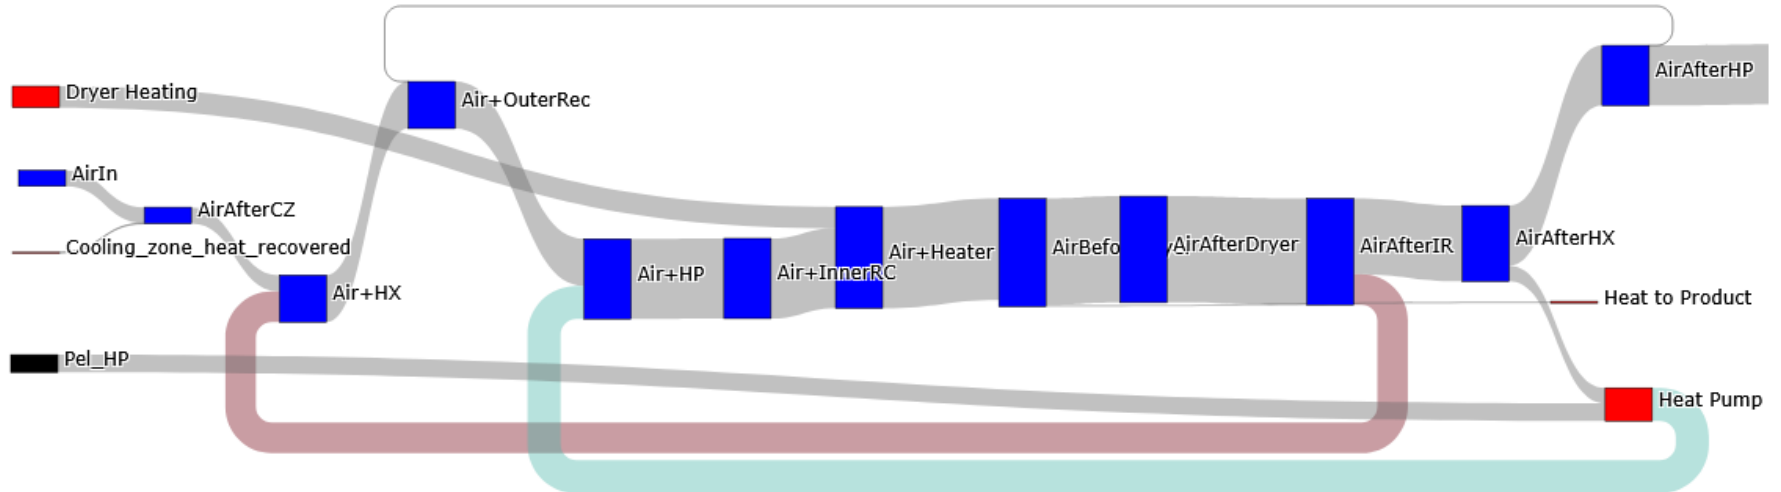 AirAfterHP
Dryer Heating
Air+OuterRec
AirIn
AirAfterCZ
Cooling_zone_heat_recovered
Air+HX
Air+HP
Air+InnerRC
Air+Heater
AirAfterDryer
AirAfterIR
AirAfterHX
Heat to Product
Pel_HP
Heat Pump